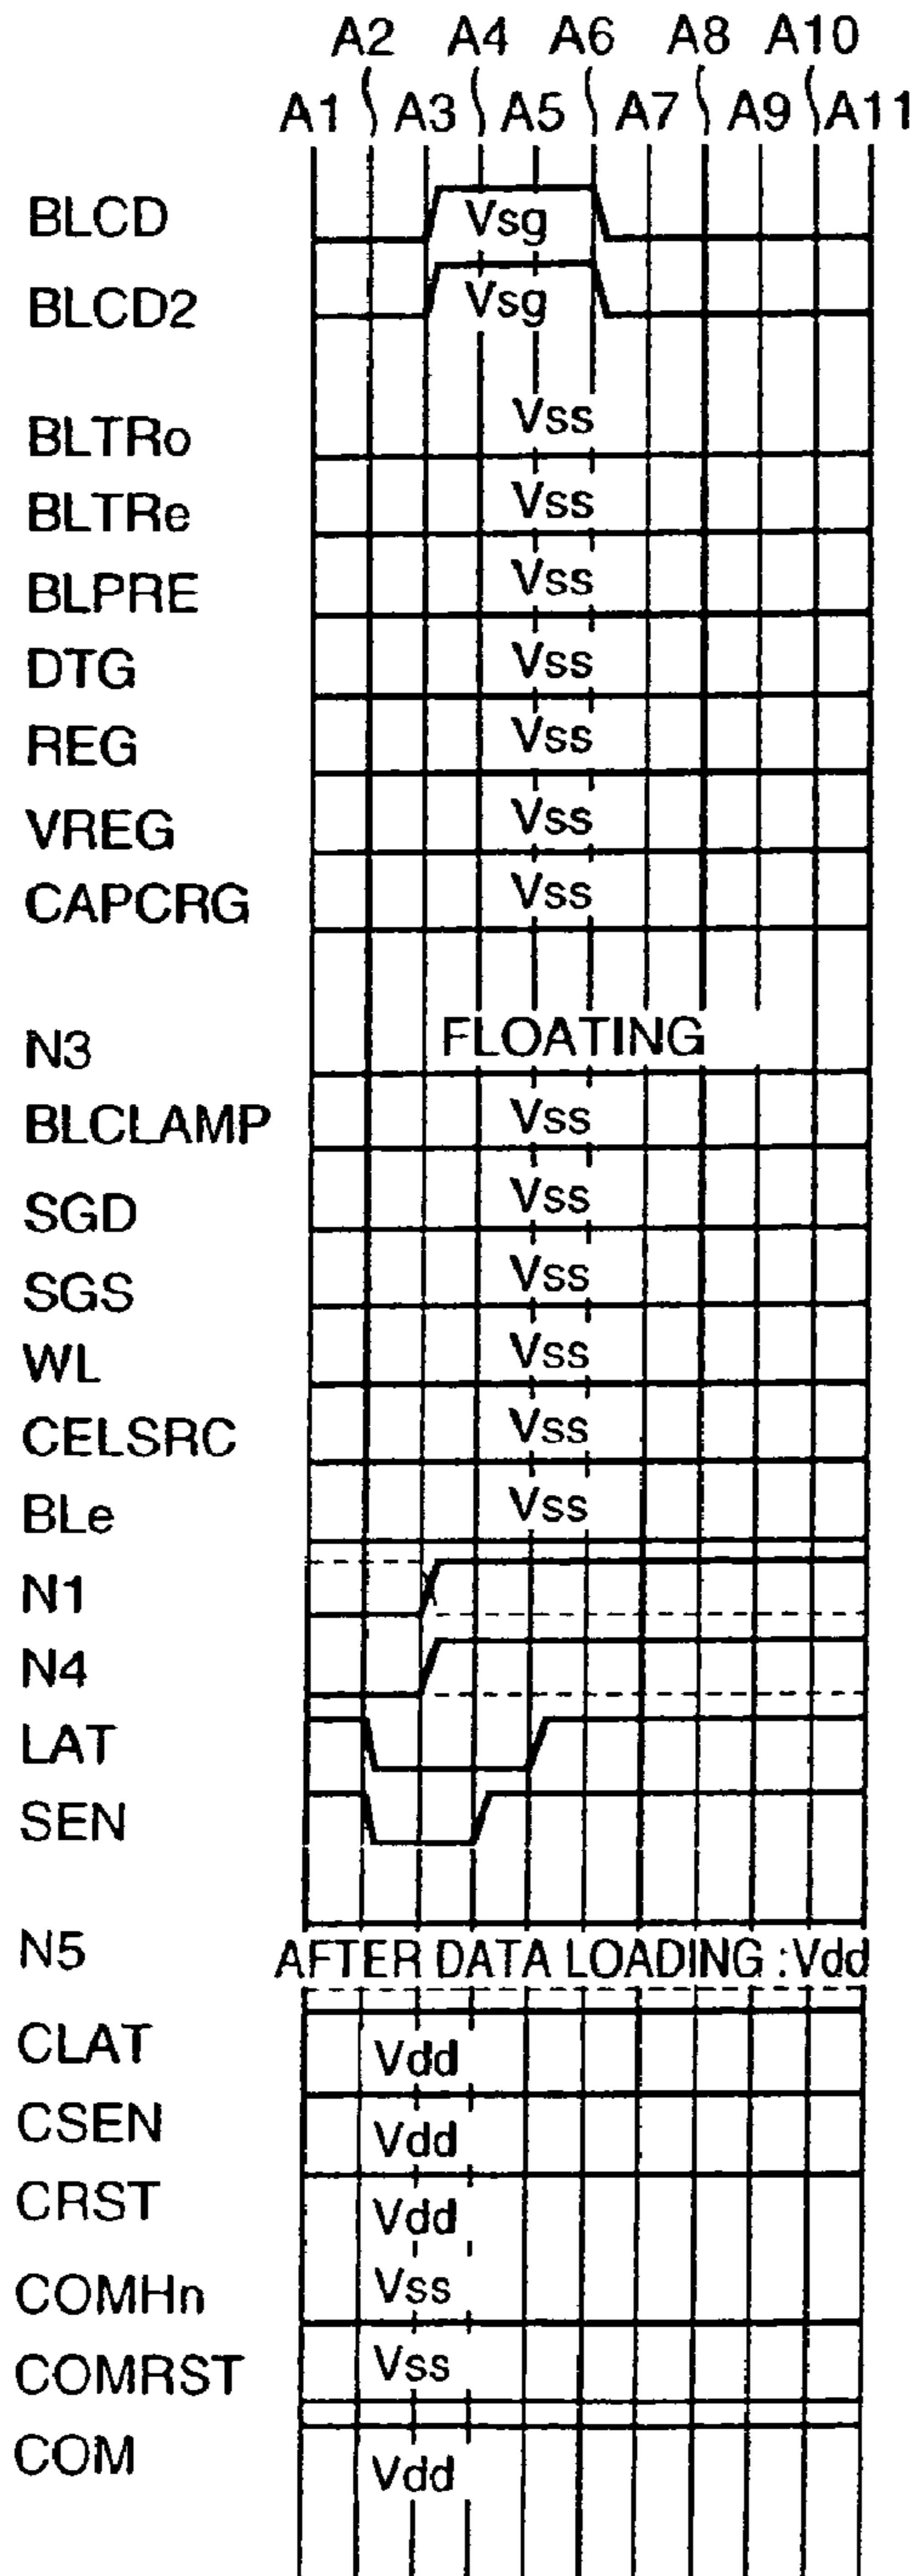 A2 A4 A6 A8 A10
A1 A3 A5 A7 A9 A11
BLCD Vsg
BLCD2 Vsg
BLTRo Vss
BLTRe Vss
BLPRE Vss
DTG Vss
REG Vss
VREG Vss
CAPCRG Vss
N3 FLOATING
BLCLAMP Vss
SGD Vss
SGS Vss
WL Vss
CELSRC Vss
BLe Vss
N1
N4
LAT
SEN
N5 AFTER DATA LOADING :Vdd
CLAT Vdd
CSEN Vdd
CRST Vdd
COMHn Vss
COMRST Vss
COM Vdd